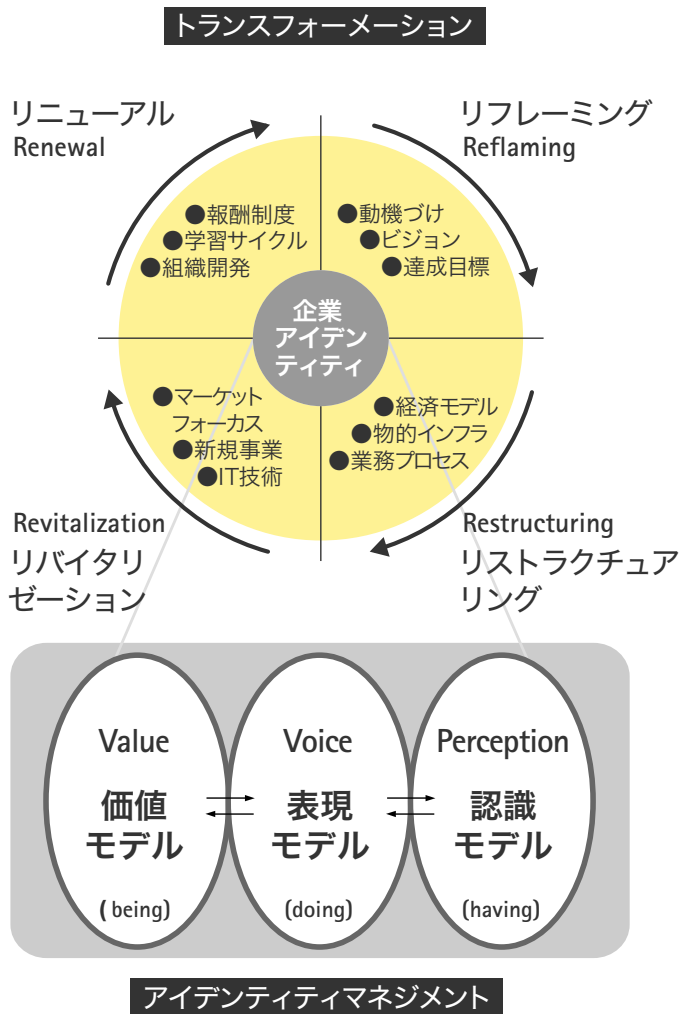 トランスフォーメーション
リニューアル
Renewal
リフレーミング
Reflaming
●報酬制度
●学習サイクル
●組織開発
●動機づけ
●ビジョン
●達成目標
企業
アイデン
ティティ
●マーケット
フォーカス
●新規事業
●IT技術
●経済モデル
●物的インフラ
●業務プロセス
Revitalization
リバイタリ
ゼーション
Restructuring
リストラクチュア
リング
Value
価値
モデル
( being)
Voice
表現
モデル
(doing)
Perception
認識
モデル
(having)
アイデンティティマネジメント